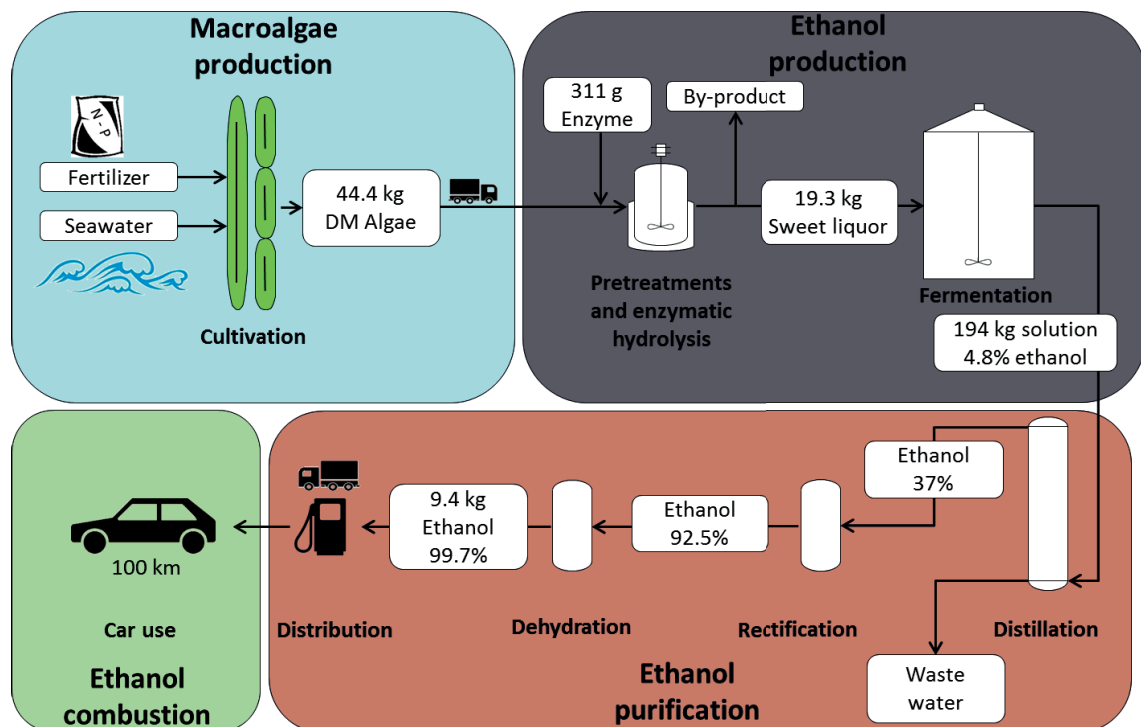 Macroalgae
production
N-P
Fertilizer
Seawater
Cultivation
44.4 kg
DM Algae
Ethanol
production
311 g
Enzyme
By-product
Pretreatments
and enzymatic
hydrolysis
19.3 kg
Sweet liquor
Fermentation
194 kg solution
4.8% ethanol
Distillation
Waste
water
Ethanol
37%
Rectification
Ethanol
92.5%
Dehydration
9.4 kg
Ethanol
99.7%
Distribution
Ethanol
purification
100 km
Car use
Ethanol
combustion